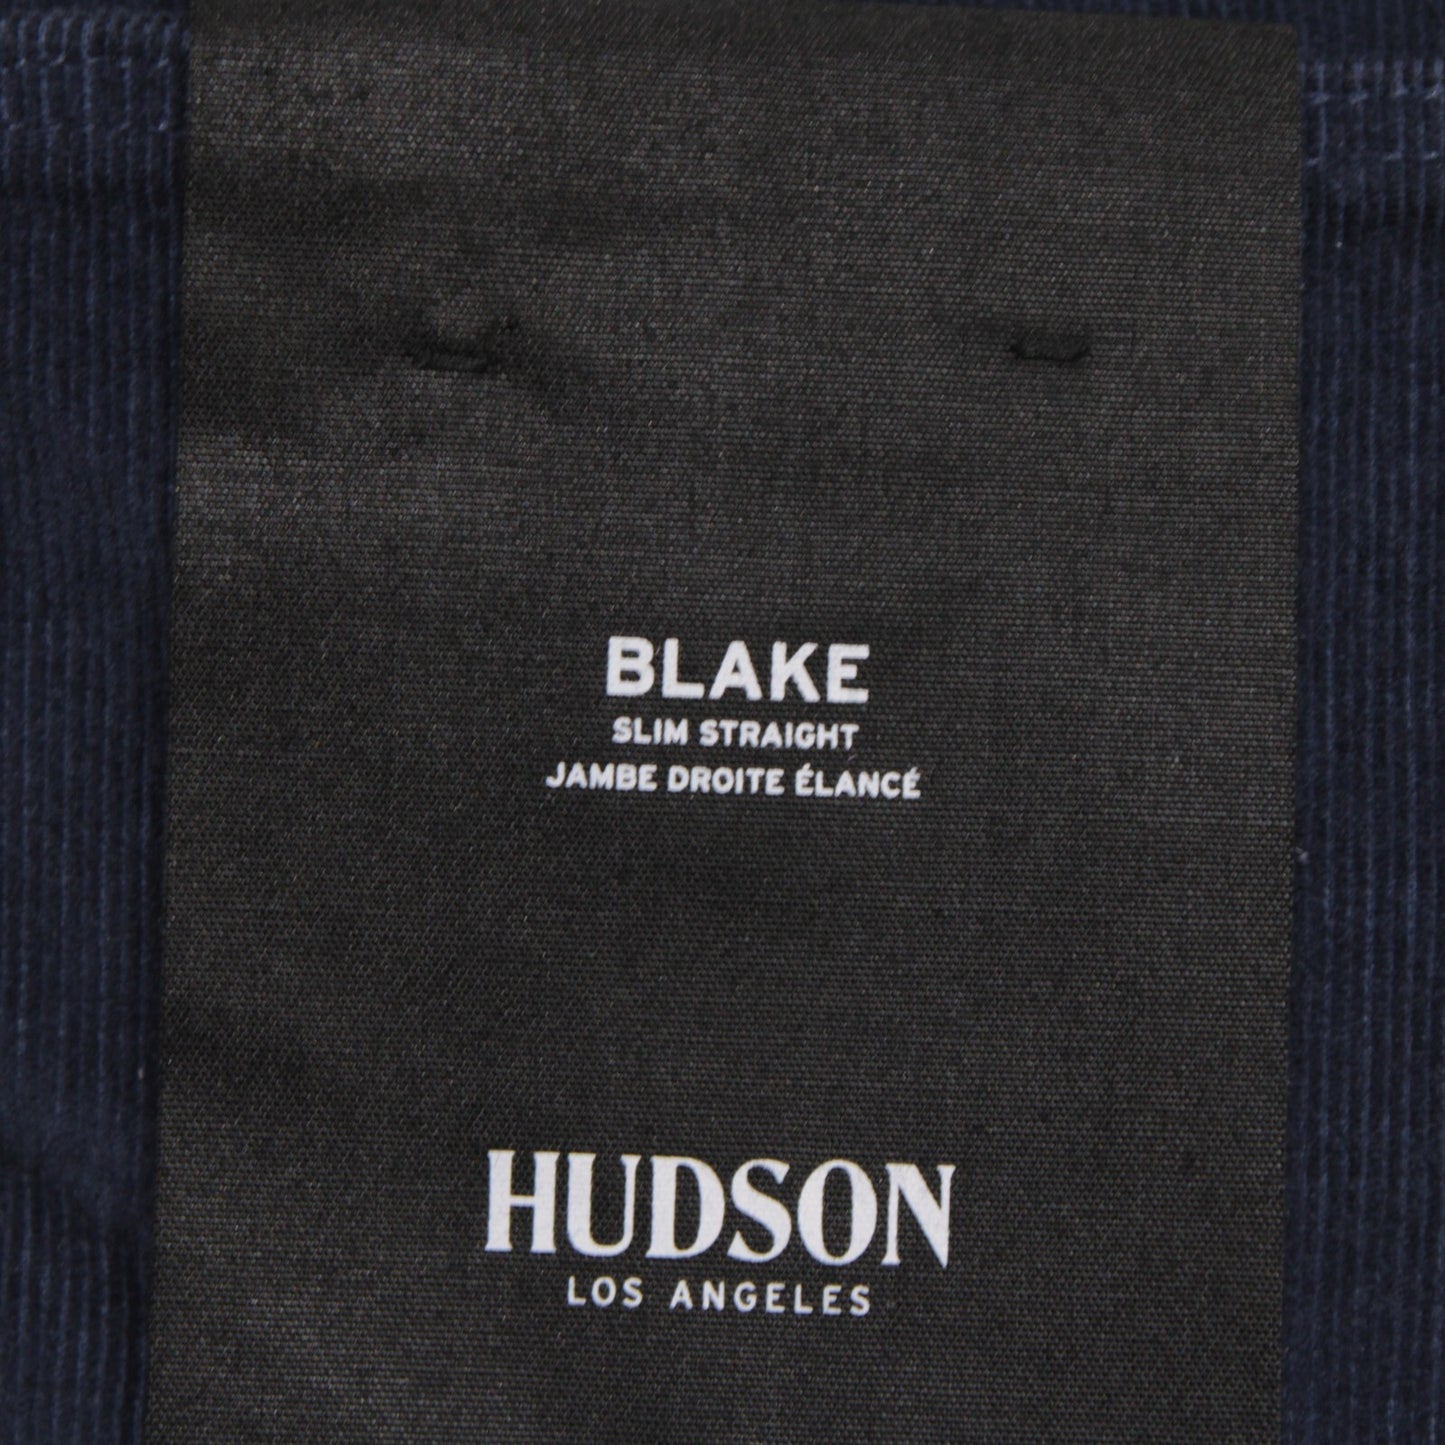 BLAKE
SLIM STRAIGHT
JAMBE DROITE ÉLANCÉ
HUDSON
LOS ANGELES